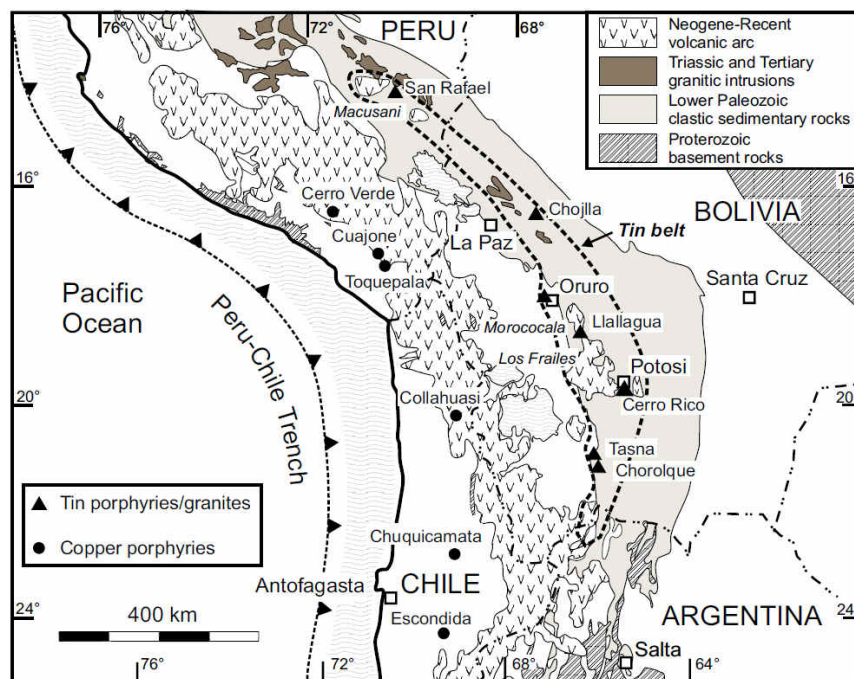 76°
72°
PERU
68°
Neogene-Recent
volcanic arc
Triassic and Tertiary
granitic intrusions
Lower Paleozoic
clastic sedimentary rocks
Proterozoic
basement rocks
San Rafael
Macusani
16°
16
Cerro Verde
Chojlla
BOLIVIA
Cuajone
La Paz
Tin belt
Toquepala
Santa Cruz
Pacific
Ocean
Oruro
Peru-Chile Trench
Morococala
Llallagua
Los Frailes
Potosi
20°
20
Collahuasi
Cerro Rico
Tasna
Chorolque
Tin porphyries/granites
Copper porphyries
Chuquicamata
Antofagasta
CHILE
24°
24
400 km
Escondida
ARGENTINA
Salta
76°
72°
68°
64°